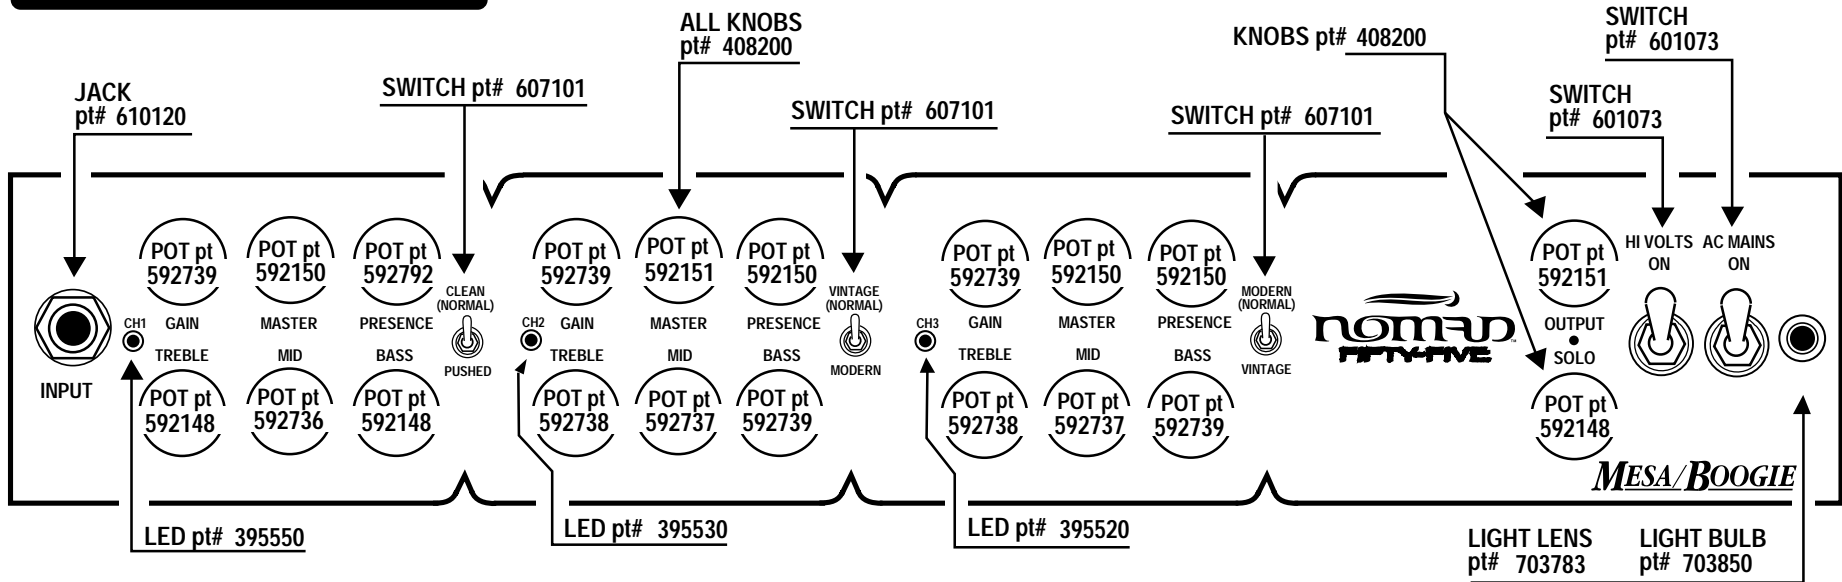 ALL KNOBS
pt# 408200
KNOBS pt# 408200
SWITCH
pt# 601073
JACK
pt# 610120
SWITCH pt# 607101
SWITCH pt# 607101
SWITCH pt# 607101
SWITCH
pt# 601073
INPUT
CH1
POT pt
592739
GAIN
POT pt
592150
MASTER
POT pt
592792
PRESENCE
TREBLE
POT pt
592148
MID
POT pt
592736
BASS
POT pt
592148
CLEAN
(NORMAL)
PUSHED
CH2
POT pt
592739
GAIN
POT pt
592151
MASTER
POT pt
592150
PRESENCE
TREBLE
POT pt
592738
MID
POT pt
592737
BASS
POT pt
592739
VINTAGE
(NORMAL)
MODERN
CH3
POT pt
592739
GAIN
POT pt
592150
MASTER
POT pt
592150
PRESENCE
TREBLE
POT pt
592738
MID
POT pt
592737
BASS
POT pt
592739
MODERN
(NORMAL)
VINTAGE
NOMAD
FIFTY-FIVE
POT pt
592151
OUTPUT
SOLO
POT pt
592148
HI VOLTS
ON
AC MAINS
ON
MESA/BOOGIE
LED pt# 395550
LED pt# 395530
LED pt# 395520
LIGHT LENS
pt# 703783
LIGHT BULB
pt# 703850